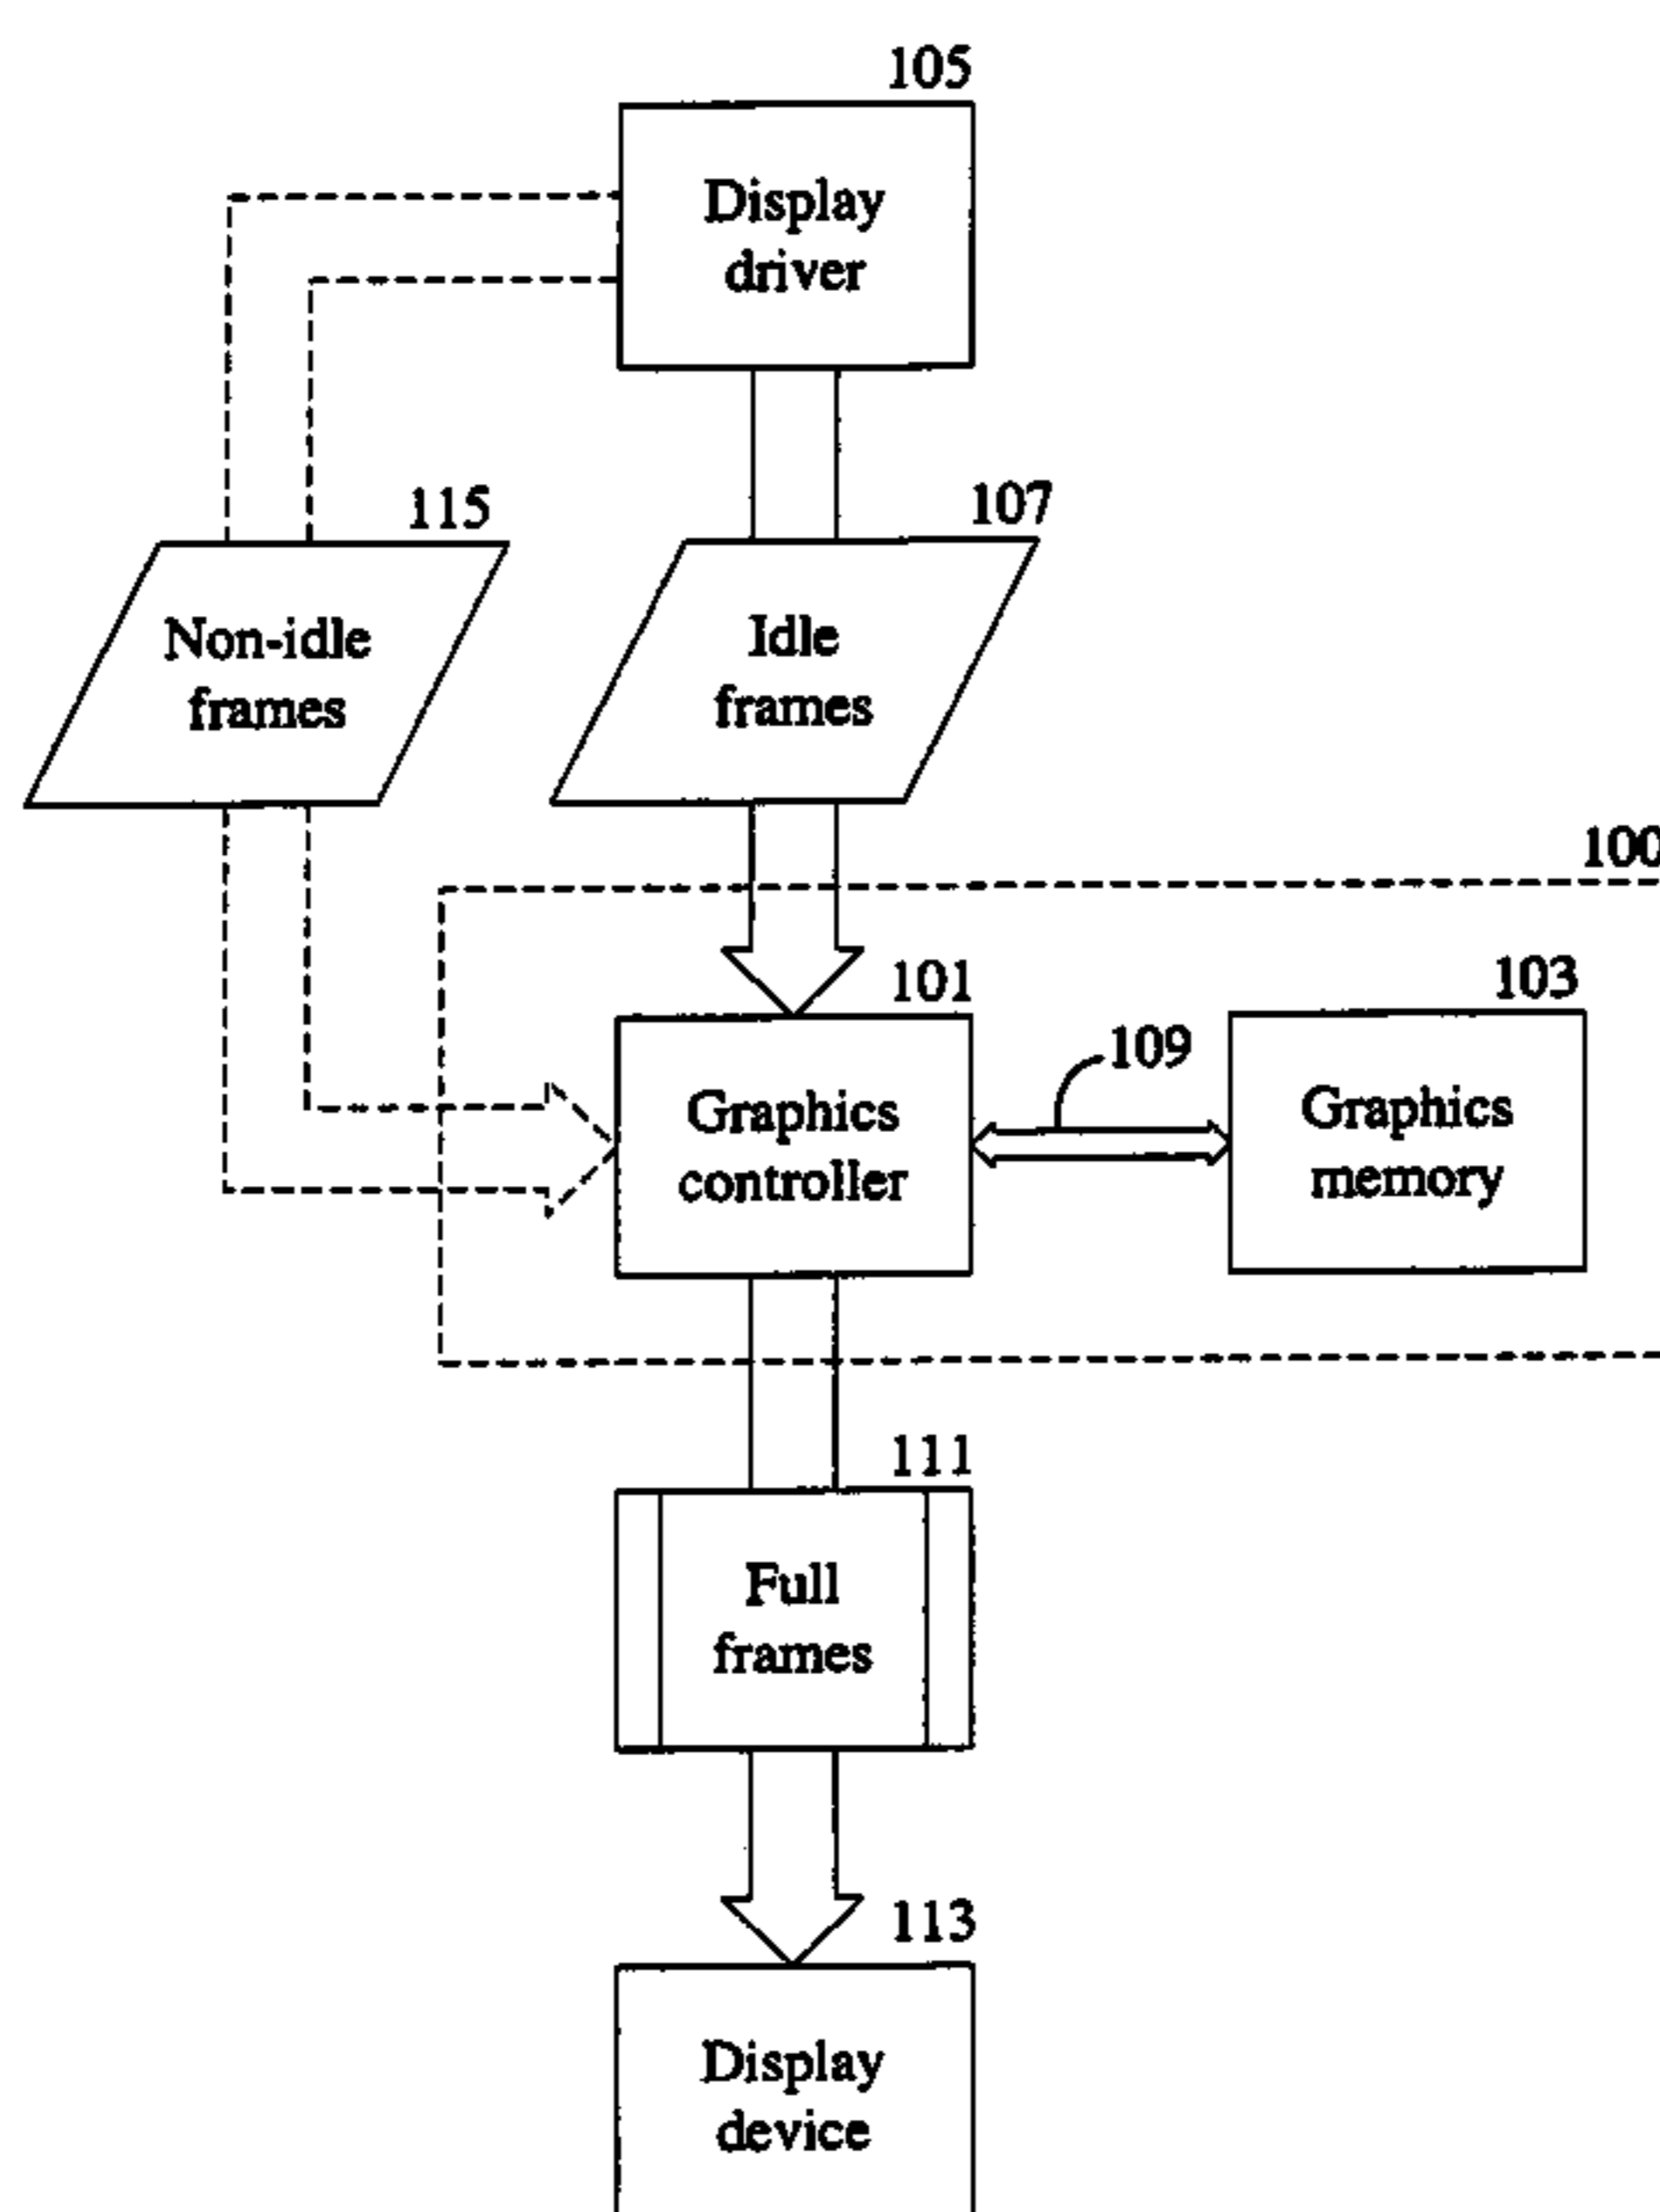 105
Display
driver
115
107
Non-idle
frames
Idle
frames
100
101
103
109
Graphics
controller
Graphics
memory
111
Full
frames
113
Display
device